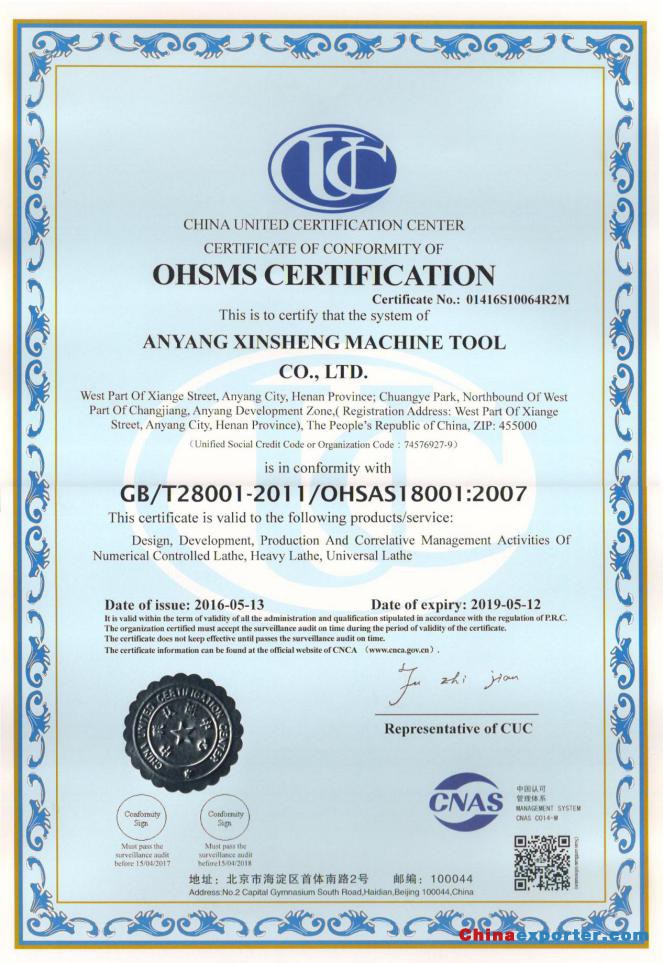 CUC
CHINA UNITED CERTIFICATION CENTER
CERTIFICATE OF CONFORMITY OF
OHSMS CERTIFICATION
Certificate No.: 01416S10064R2M
This is to certify that the system of
ANYANG XINSHENG MACHINE TOOL
CO., LTD.
West Part Of Xiange Street, Anyang City, Henan Province; Chuangye Park, Northbound Of West
Part Of Changjiang, Anyang Development Zone,( Registration Address: West Part Of Xiange
Street, Anyang City, Henan Province), The People's Republic of China, ZIP: 455000
(Unified Social Credit Code or Organization Code : 74576927-9)
is in conformity with
GB/T28001-2011/OHSAS18001:2007
This certificate is valid to the following products/service:
Design, Development, Production And Correlative Management Activities Of
Numerical Controlled Lathe, Heavy Lathe, Universal Lathe
Date of issue: 2016-05-13 Date of expiry: 2019-05-12
It is valid within the term of validity of all the administration and qualification stipulated in accordance with the regulation of P.R.C.
The organization certified must accept the surveillance audit on time during the period of validity of the certificate.
The certificate does not keep effective until passes the surveillance audit on time.
The certificate information can be found at the official website of CNCA （www.cnca.gov.cn）.
Fu zhi jian
Representative of CUC
CHINA UNITED CERTIFICATION CENTER
CNAS
中国认可
管理体系
MANAGEMENT SYSTEM
CNAS C014-M
Conformity
Sign
Must pass the
surveillance audit
before 15/04/2017
Conformity
Sign
Must pass the
surveillance audit
before15/04/2018
地址：北京市海淀区首体南路2号 邮编：100044
Address:No.2 Capital Gymnasium South Road,Haidian,Beijing 100044,China
Chinaexporter.com